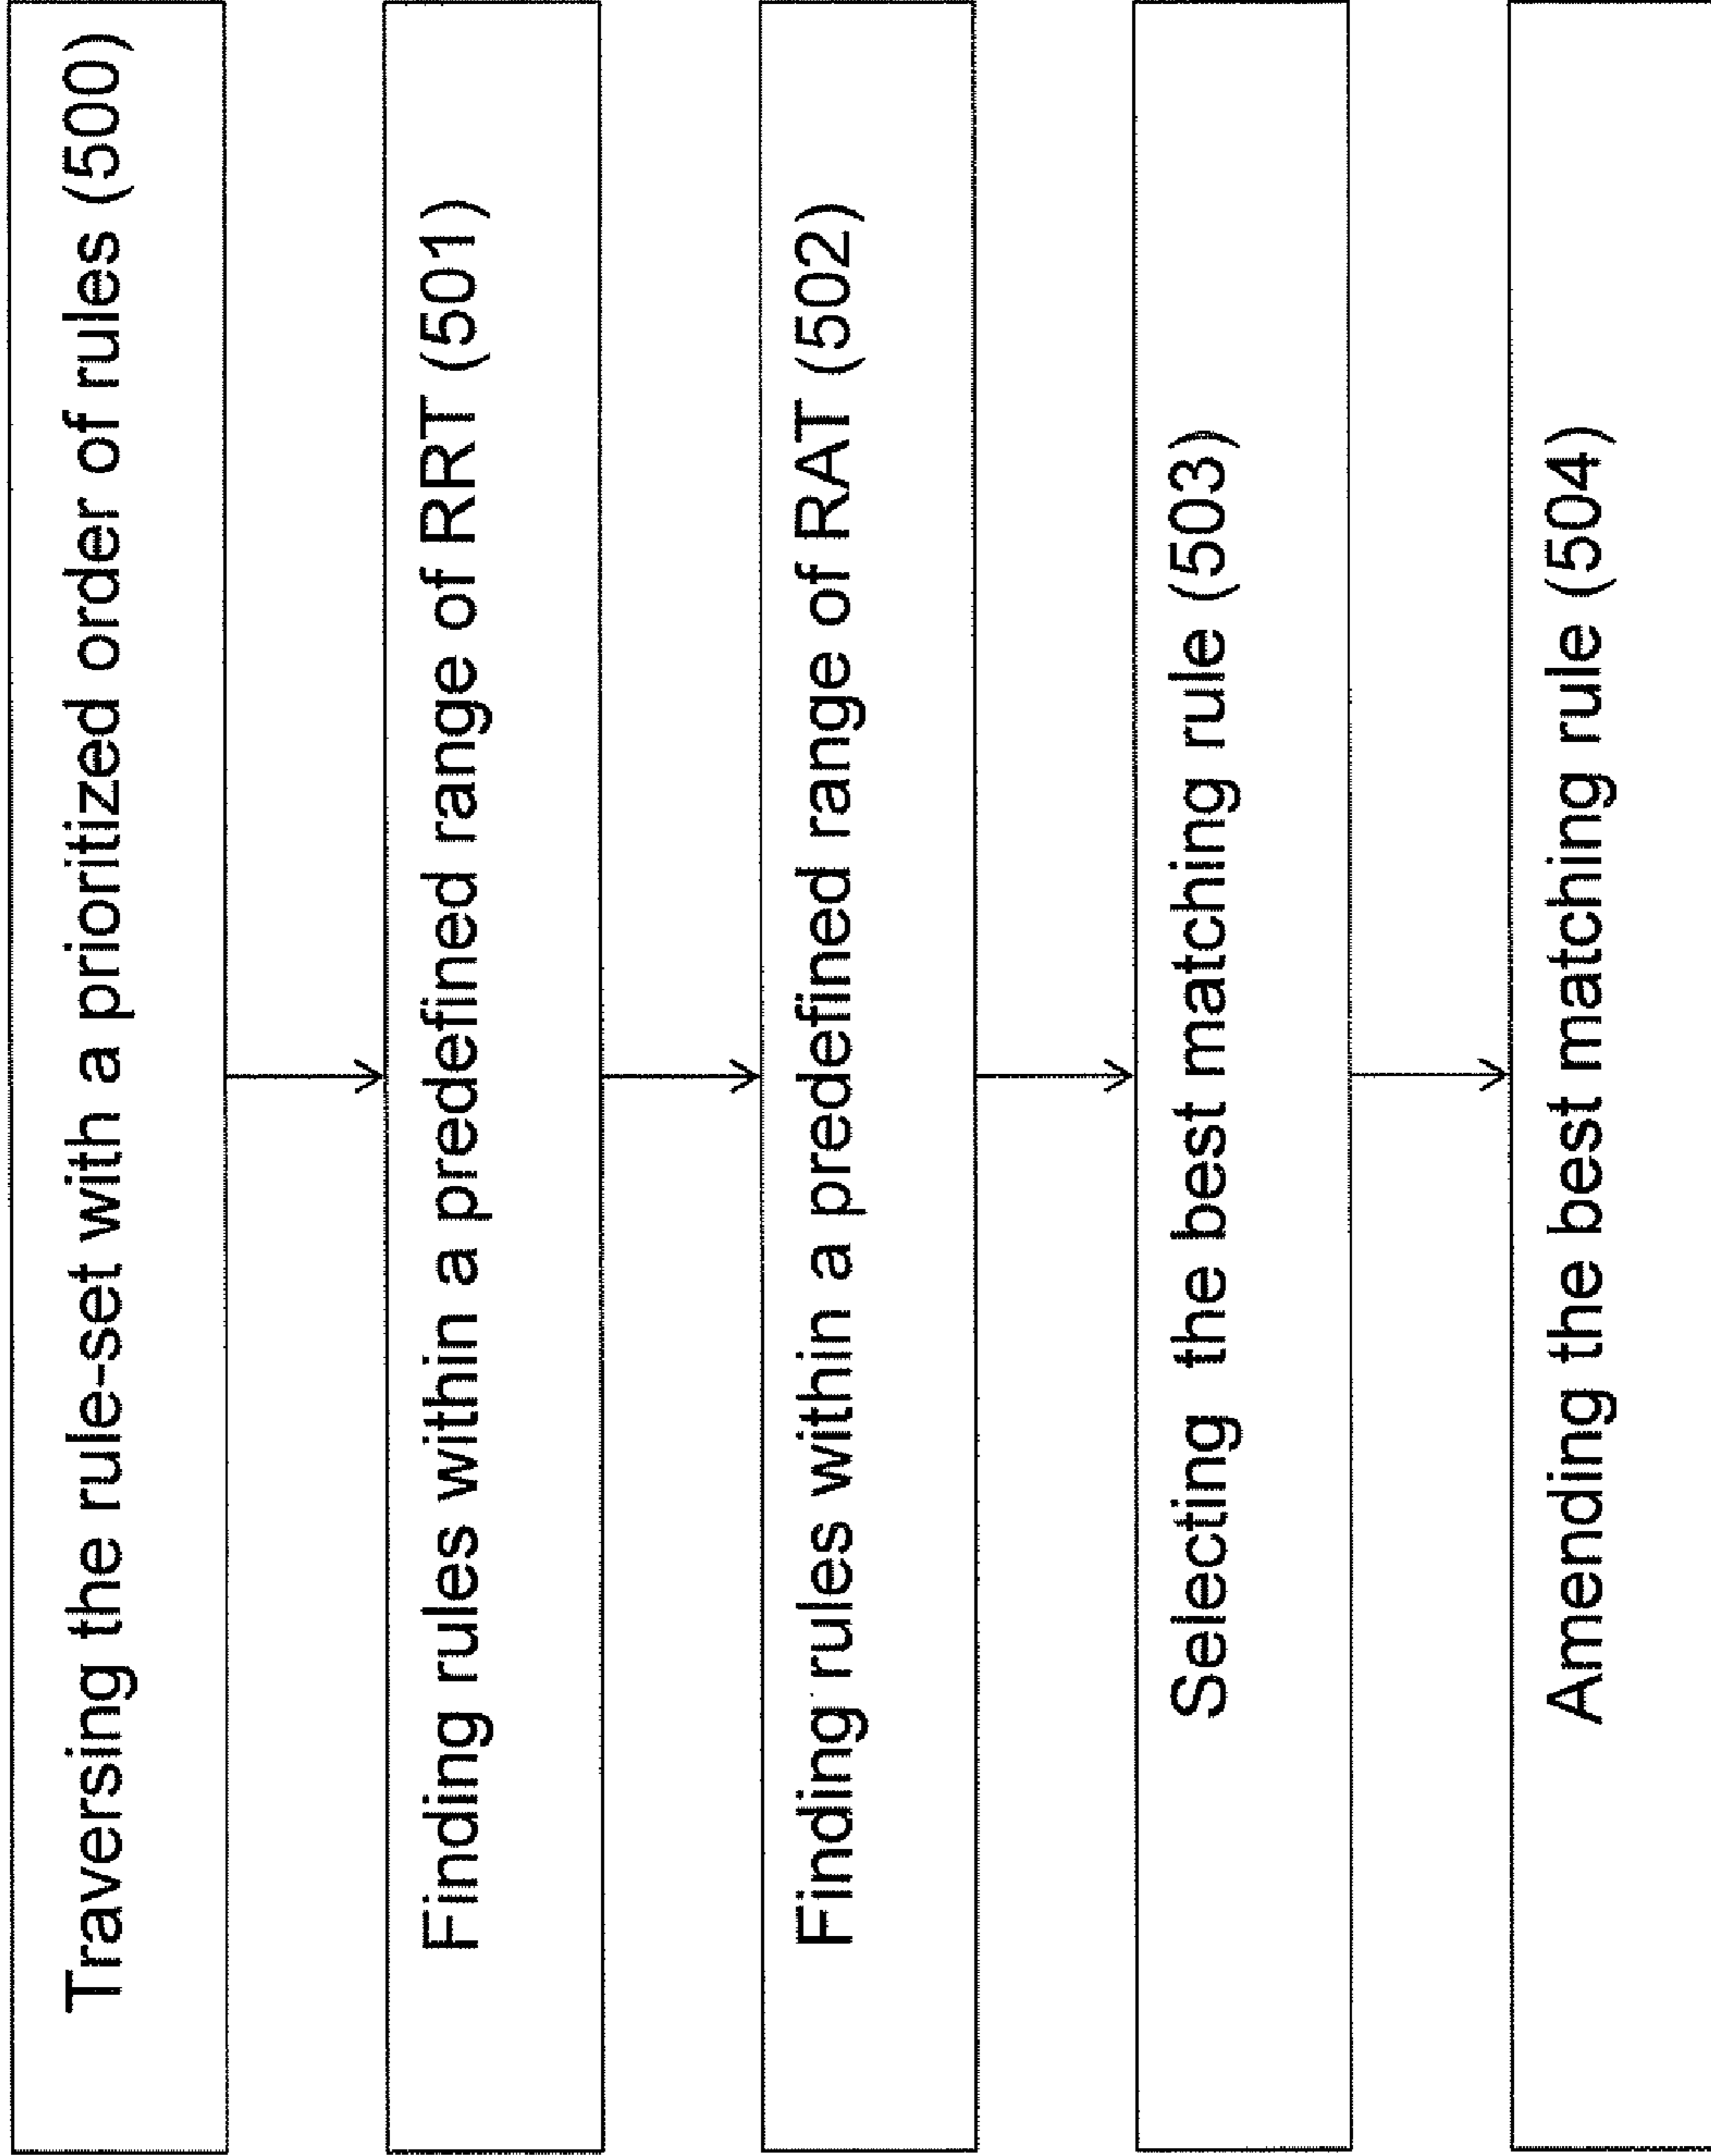 Traversing the rule-set with a prioritized order of rules (500)
Finding rules within a predefined range of RRT (501)
Finding rules within a predefined range of RAT (502)
Selecting the best matching rule (503)
Amending the best matching rule (504)